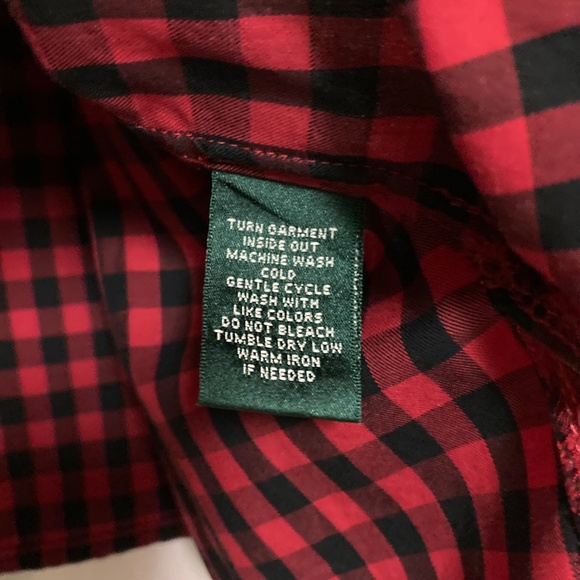 TURN GARMENT
INSIDE OUT
MACHINE WASH
COLD
GENTLE CYCLE
WASH WITH
LIKE COLORS
DO NOT BLEACH
TUMBLE DRY LOW
WARM IRON
IF NEEDED